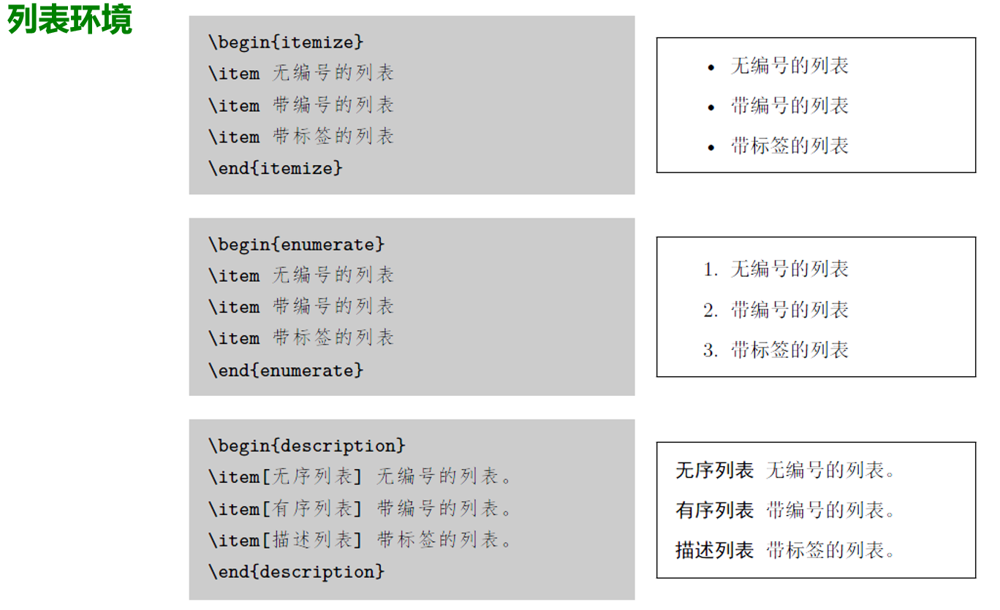 列表环境
\begin{itemize}
\item 无编号的列表
\item 带编号的列表
\item 带标签的列表
\end{itemize}
• 无编号的列表
• 带编号的列表
• 带标签的列表
\begin{enumerate}
\item 无编号的列表
\item 带编号的列表
\item 带标签的列表
\end{enumerate}
1. 无编号的列表
2. 带编号的列表
3. 带标签的列表
\begin{description}
\item[无序列表] 无编号的列表。
\item[有序列表] 带编号的列表。
\item[描述列表] 带标签的列表。
\end{description}
无序列表 无编号的列表。
有序列表 带编号的列表。
描述列表 带标签的列表。